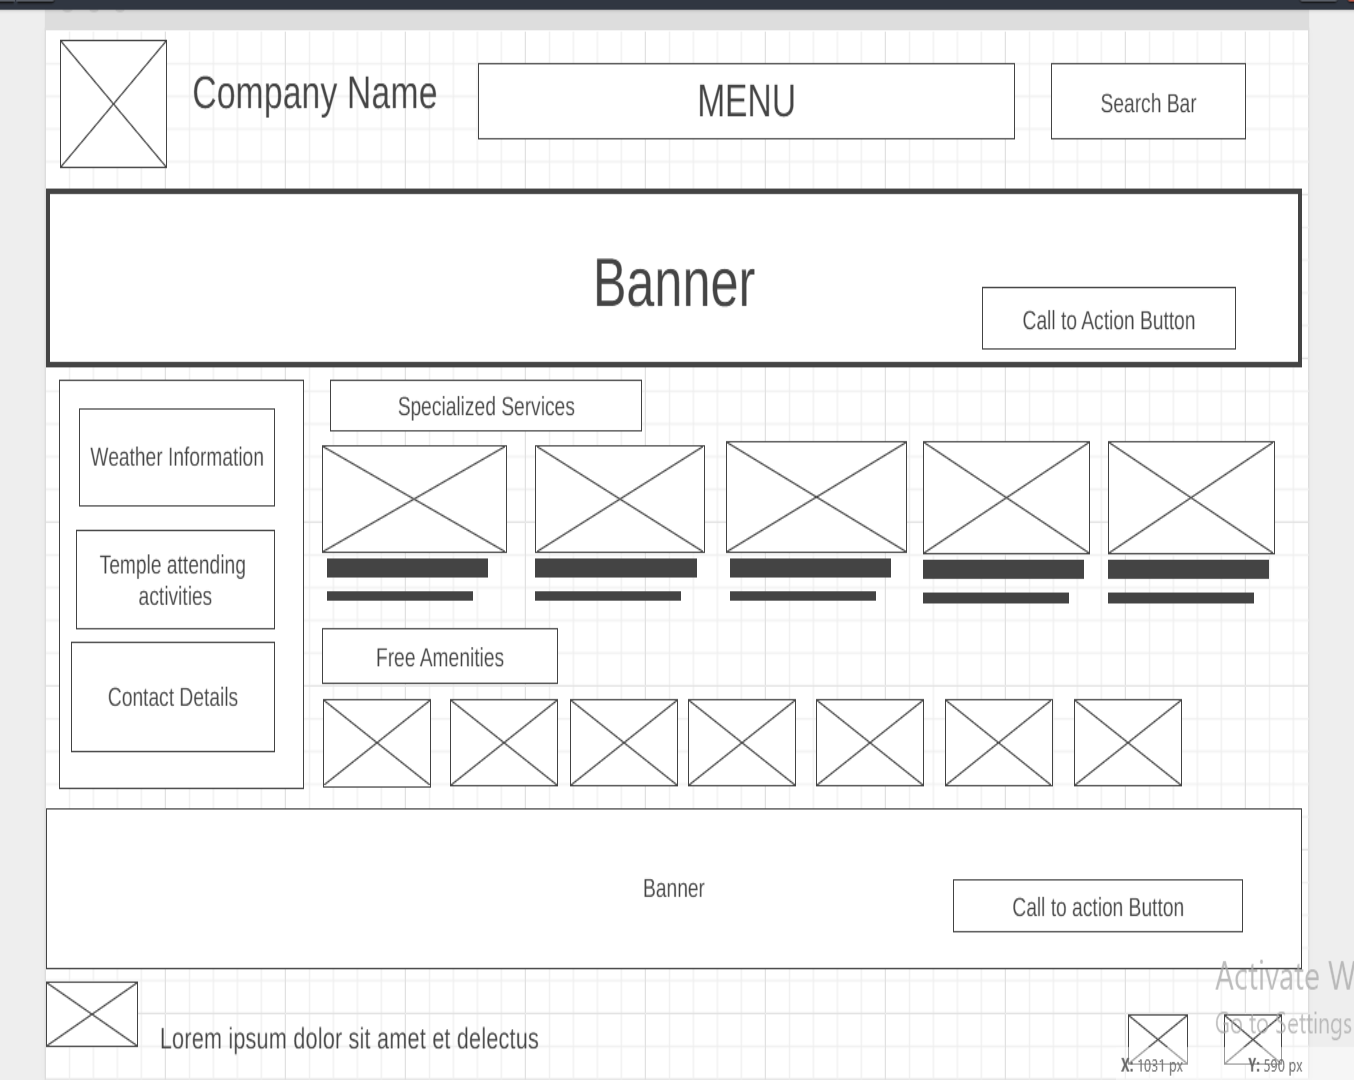 Company Name
MENU
Search Bar
Banner
Call to Action Button
Specialized Services
Weather Information
Temple attending
activities
Contact Details
Free Amenities
Banner
Call to action Button
Activate W
Go to Settings
Lorem ipsum dolor sit amet et delectus
X: 1031 px
Y: 590 px